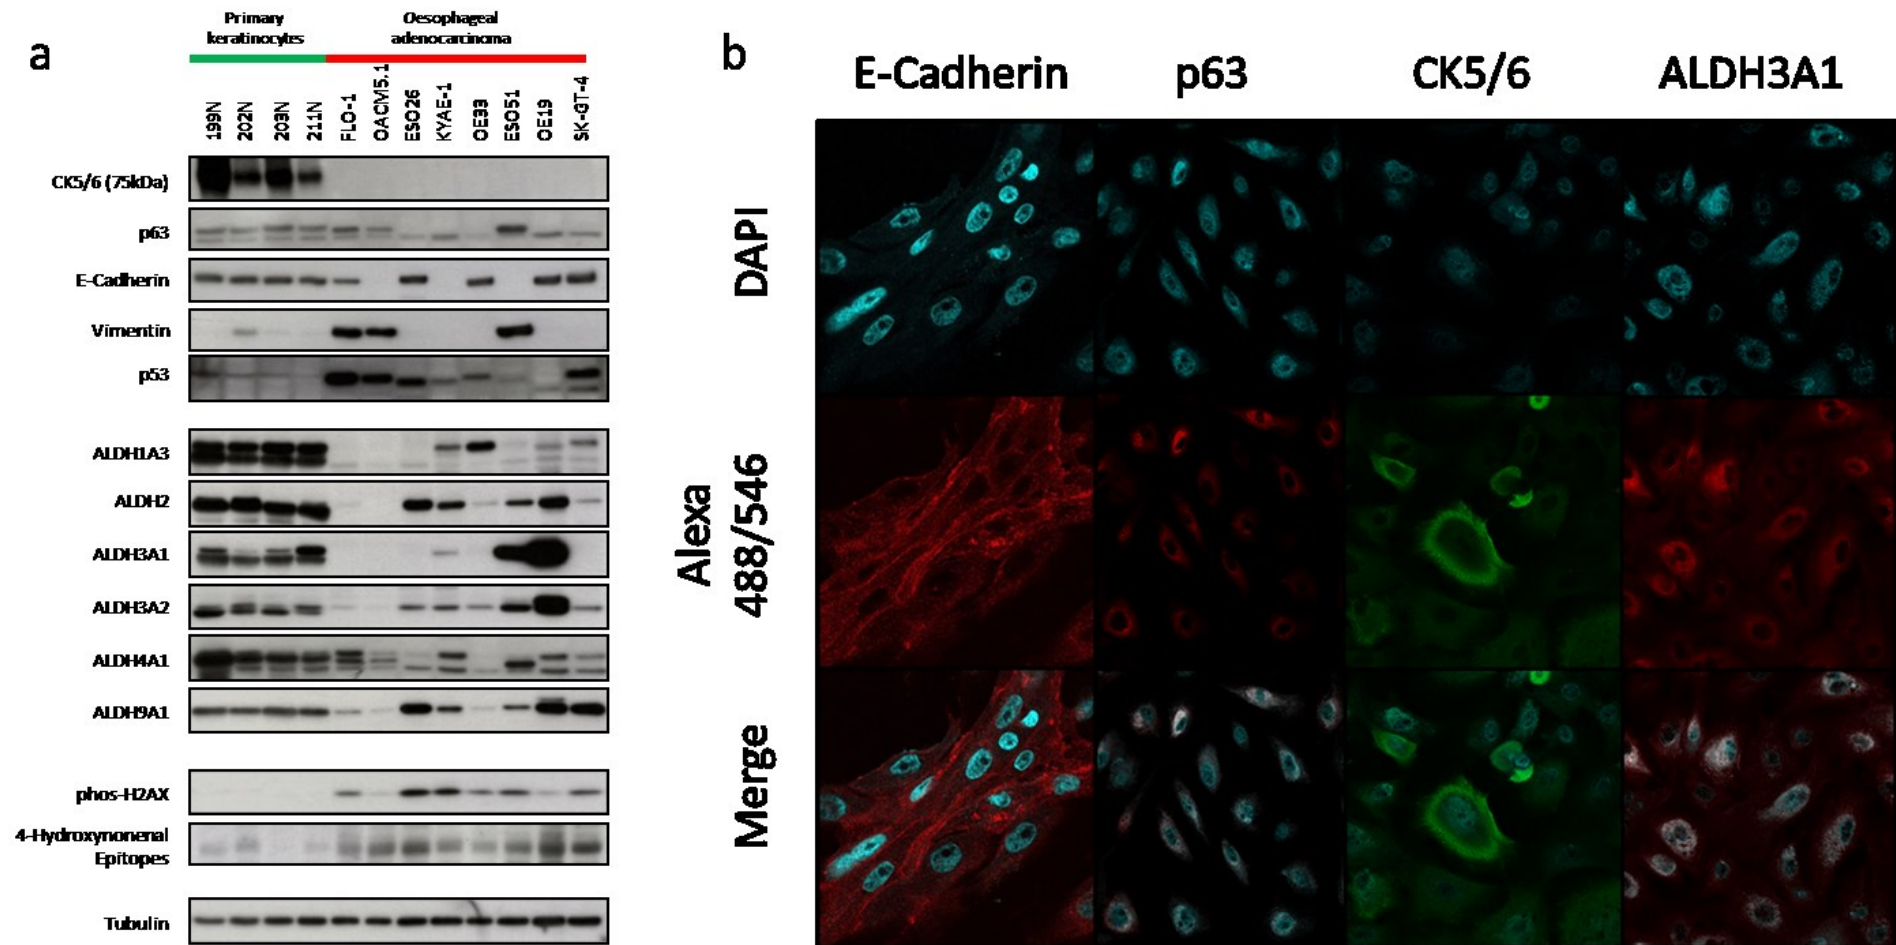 a
Primary
keratinocytes
Oesophageal
adenocarcinoma
199N
202N
203N
211N
FLO-1
OACM5.1
ESO26
KYAE-1
OE33
ESO51
OE19
SK-GT-4
CK5/6 (75kDa)
p63
E-Cadherin
Vimentin
p53
ALDH1A3
ALDH2
ALDH3A1
ALDH3A2
ALDH4A1
ALDH9A1
phos-H2AX
4-Hydroxynonenal
Epitopes
Tubulin
b
E-Cadherin
p63
CK5/6
ALDH3A1
DAPI
Alexa
488/546
Merge